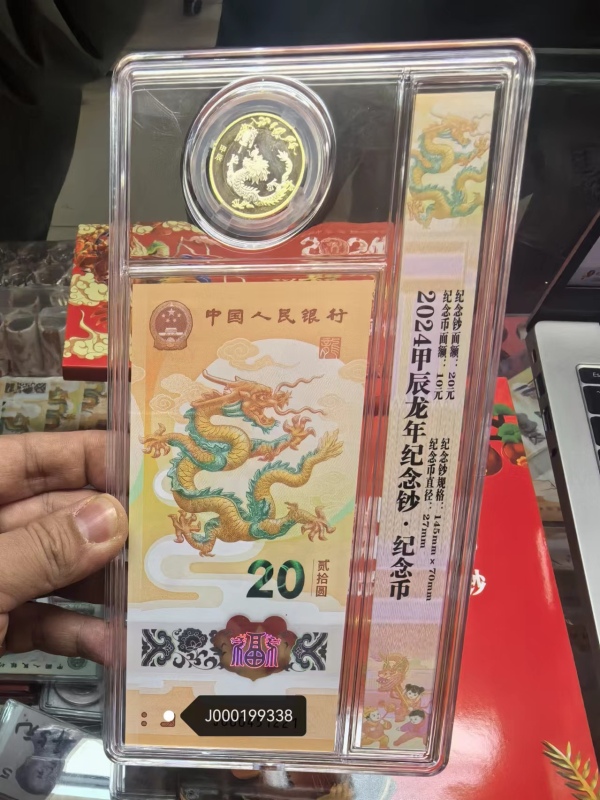 中国人民银行
20
贰拾圆
福
J000199338
2024甲辰龙年纪念钞·纪念币
纪念钞面额：20元
纪念币面额：10元
纪念钞规格：145mm×70mm
纪念币直径：27mm